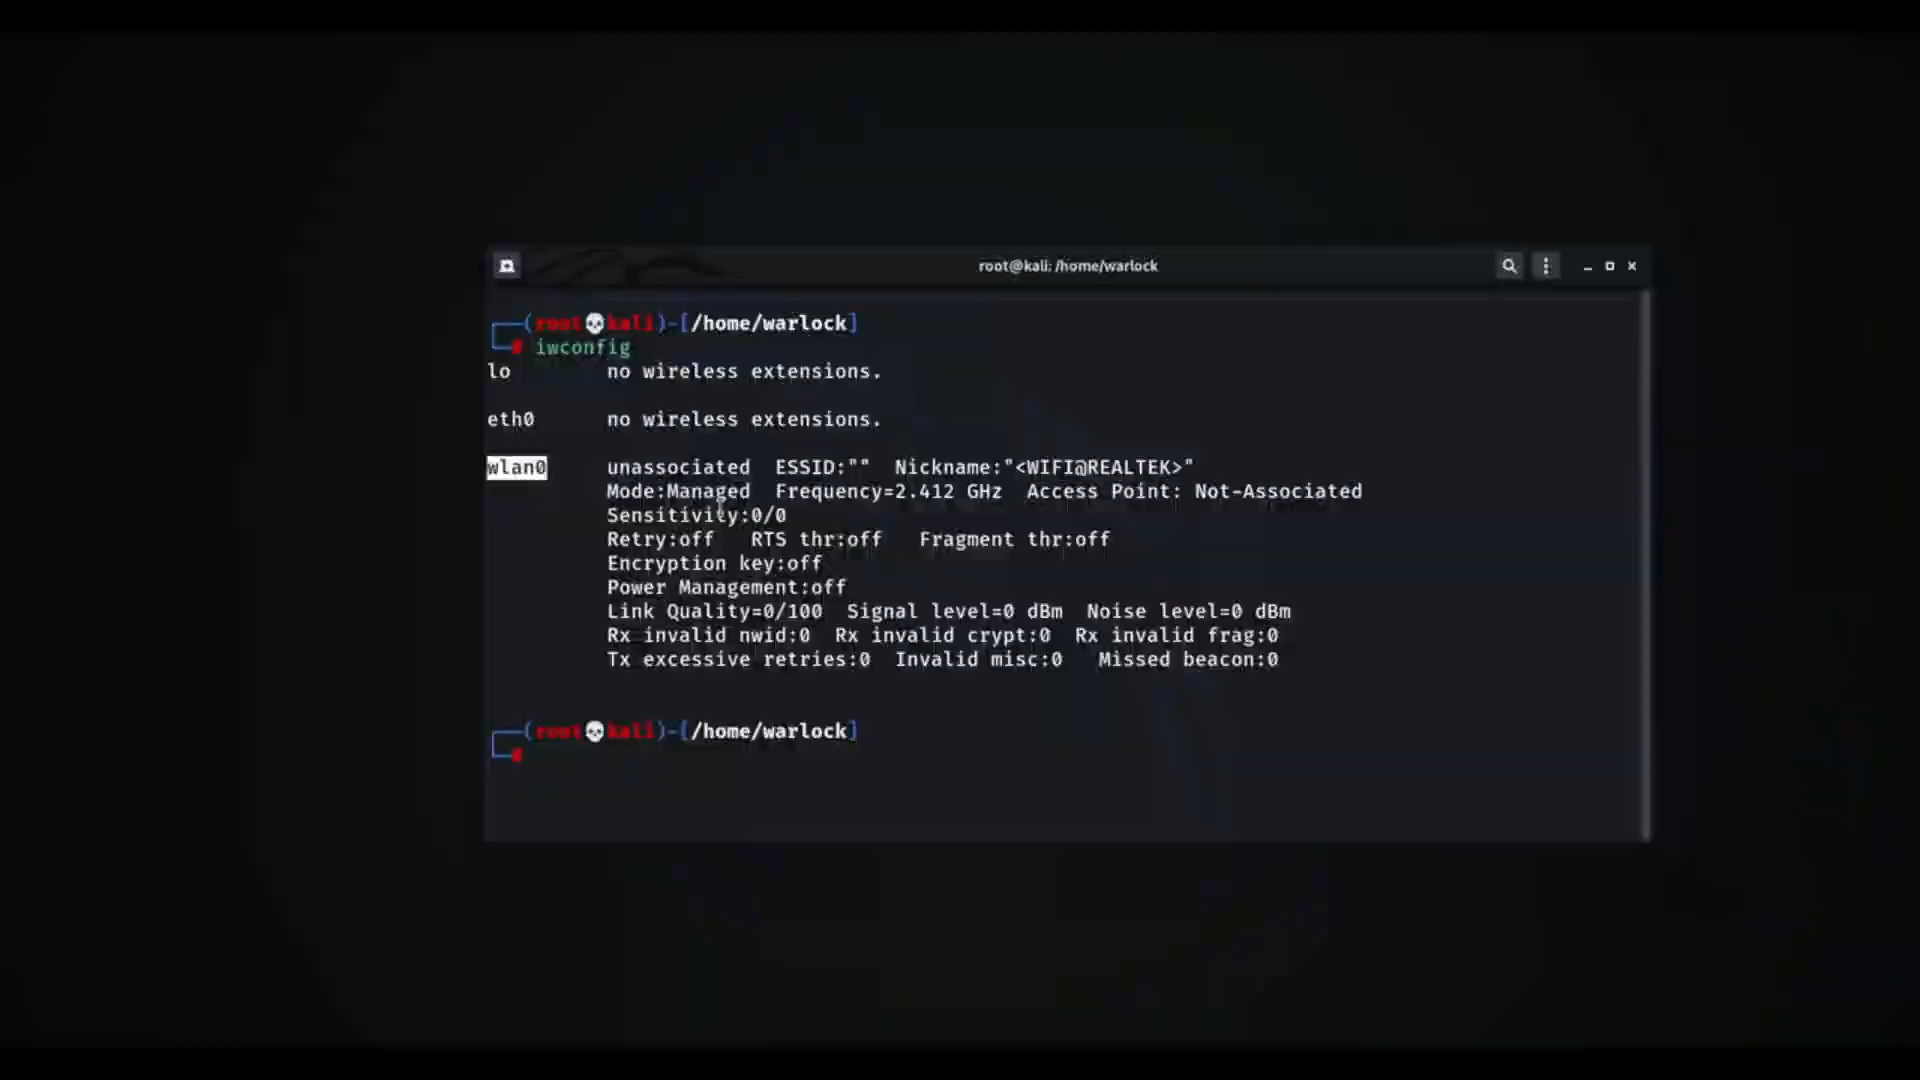 root@kali: /home/warlock
(root💀kali)-[/home/warlock]
# iwconfig
lo no wireless extensions.
eth0 no wireless extensions.
wlan0 unassociated ESSID:"" Nickname:"<WIFI@REALTEK>"
Mode:Managed Frequency=2.412 GHz Access Point: Not-Associated
Sensitivity:0/0
Retry:off RTS thr:off Fragment thr:off
Encryption key:off
Power Management:off
Link Quality=0/100 Signal level=0 dBm Noise level=0 dBm
Rx invalid nwid:0 Rx invalid crypt:0 Rx invalid frag:0
Tx excessive retries:0 Invalid misc:0 Missed beacon:0
(root💀kali)-[/home/warlock]
#